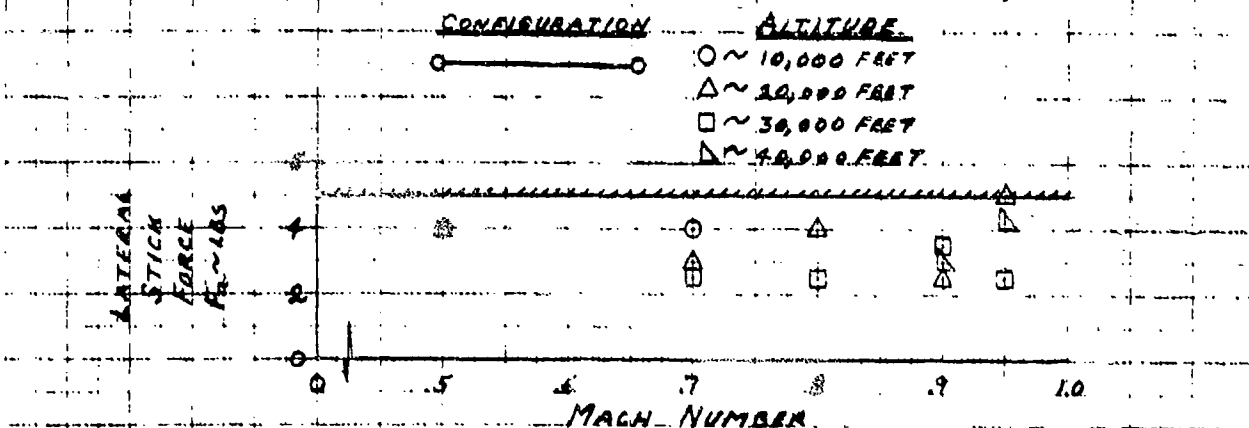 CONFIGURATION ALTITUDE
O ~ 10,000 FEET
△ ~ 20,000 FEET
□ ~ 30,000 FEET
◺ ~ 40,000 FEET
LATERAL
STICK
FORCE
Fa ~ LBS
4
2
0
0 .5 .6 .7 .9 1.0
MACH NUMBER